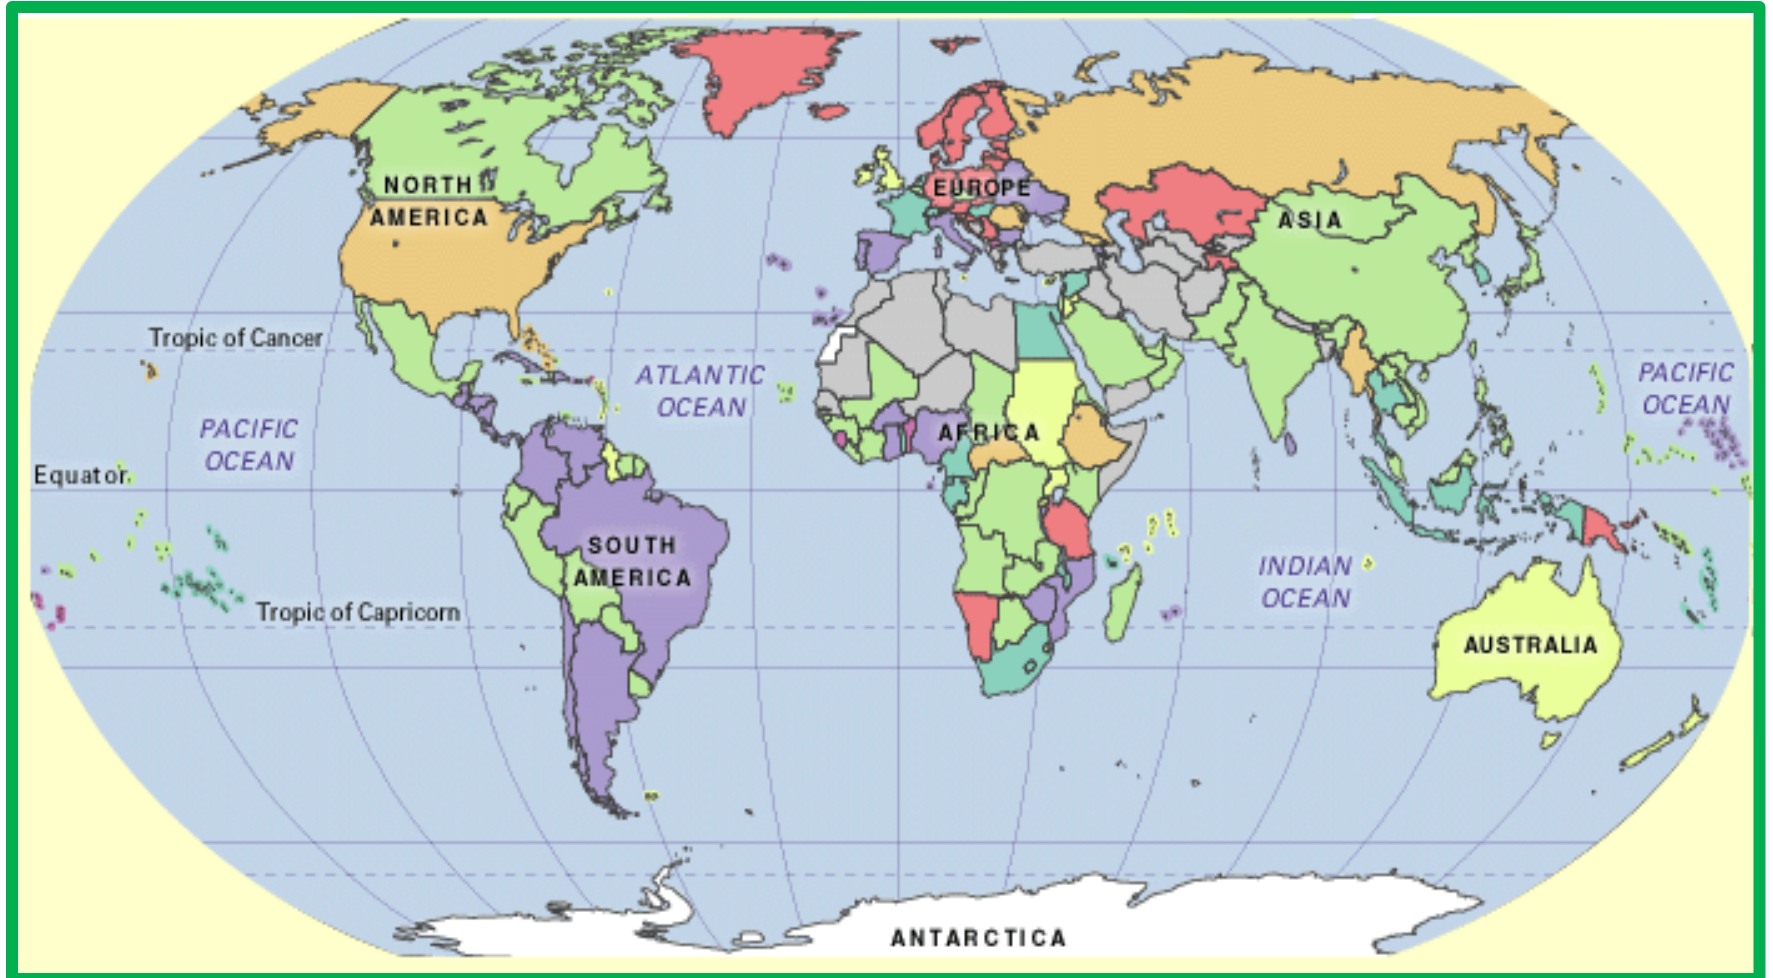 NORTH
AMERICA
EUROPE
ASIA
Tropic of Cancer
ATLANTIC
OCEAN
PACIFIC
OCEAN
PACIFIC
OCEAN
AFRICA
Equator
SOUTH
AMERICA
INDIAN
OCEAN
Tropic of Capricorn
AUSTRALIA
ANTARCTICA